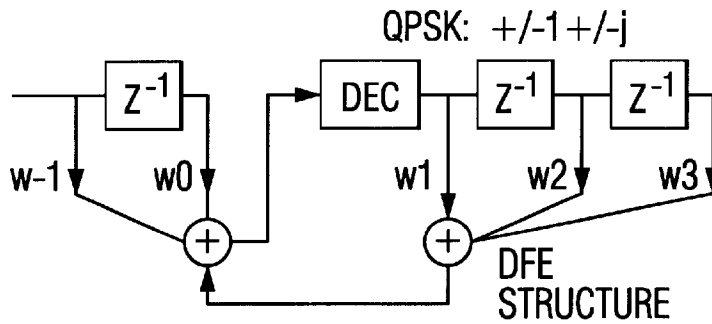 QPSK: +/-1 +/-j
z⁻¹
DEC
z⁻¹
z⁻¹
w-1
w0
w1
w2
w3
+
+
DFE
STRUCTURE